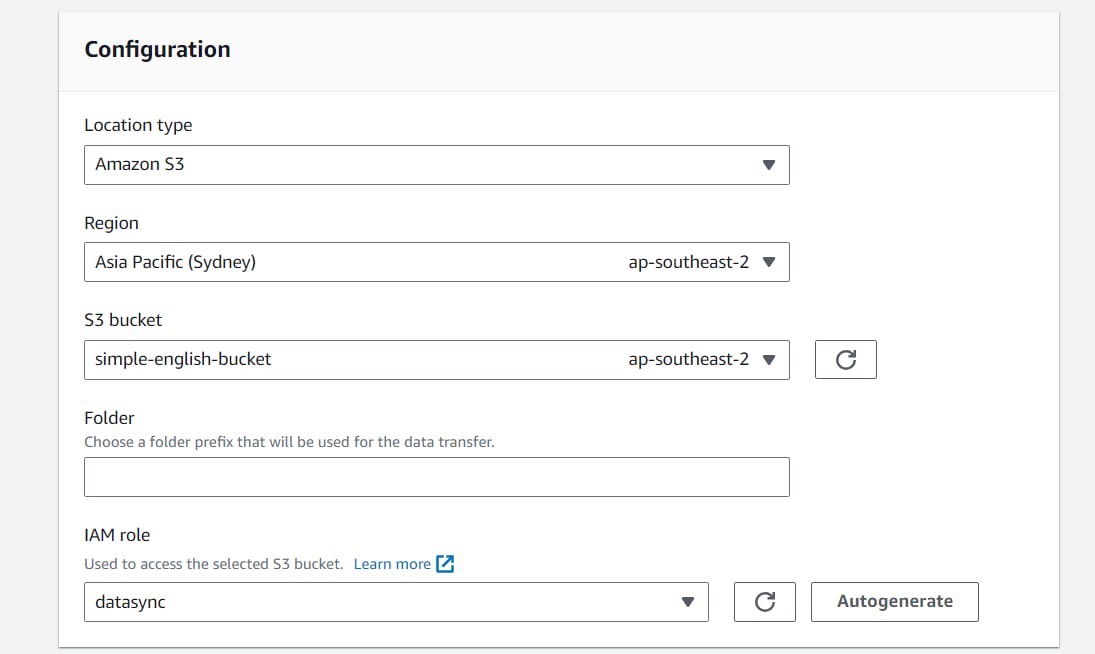 Configuration
Location type
Amazon S3
Region
Asia Pacific (Sydney) ap-southeast-2
S3 bucket
simple-english-bucket ap-southeast-2
Folder
Choose a folder prefix that will be used for the data transfer.
IAM role
Used to access the selected S3 bucket. Learn more
datasync Autogenerate